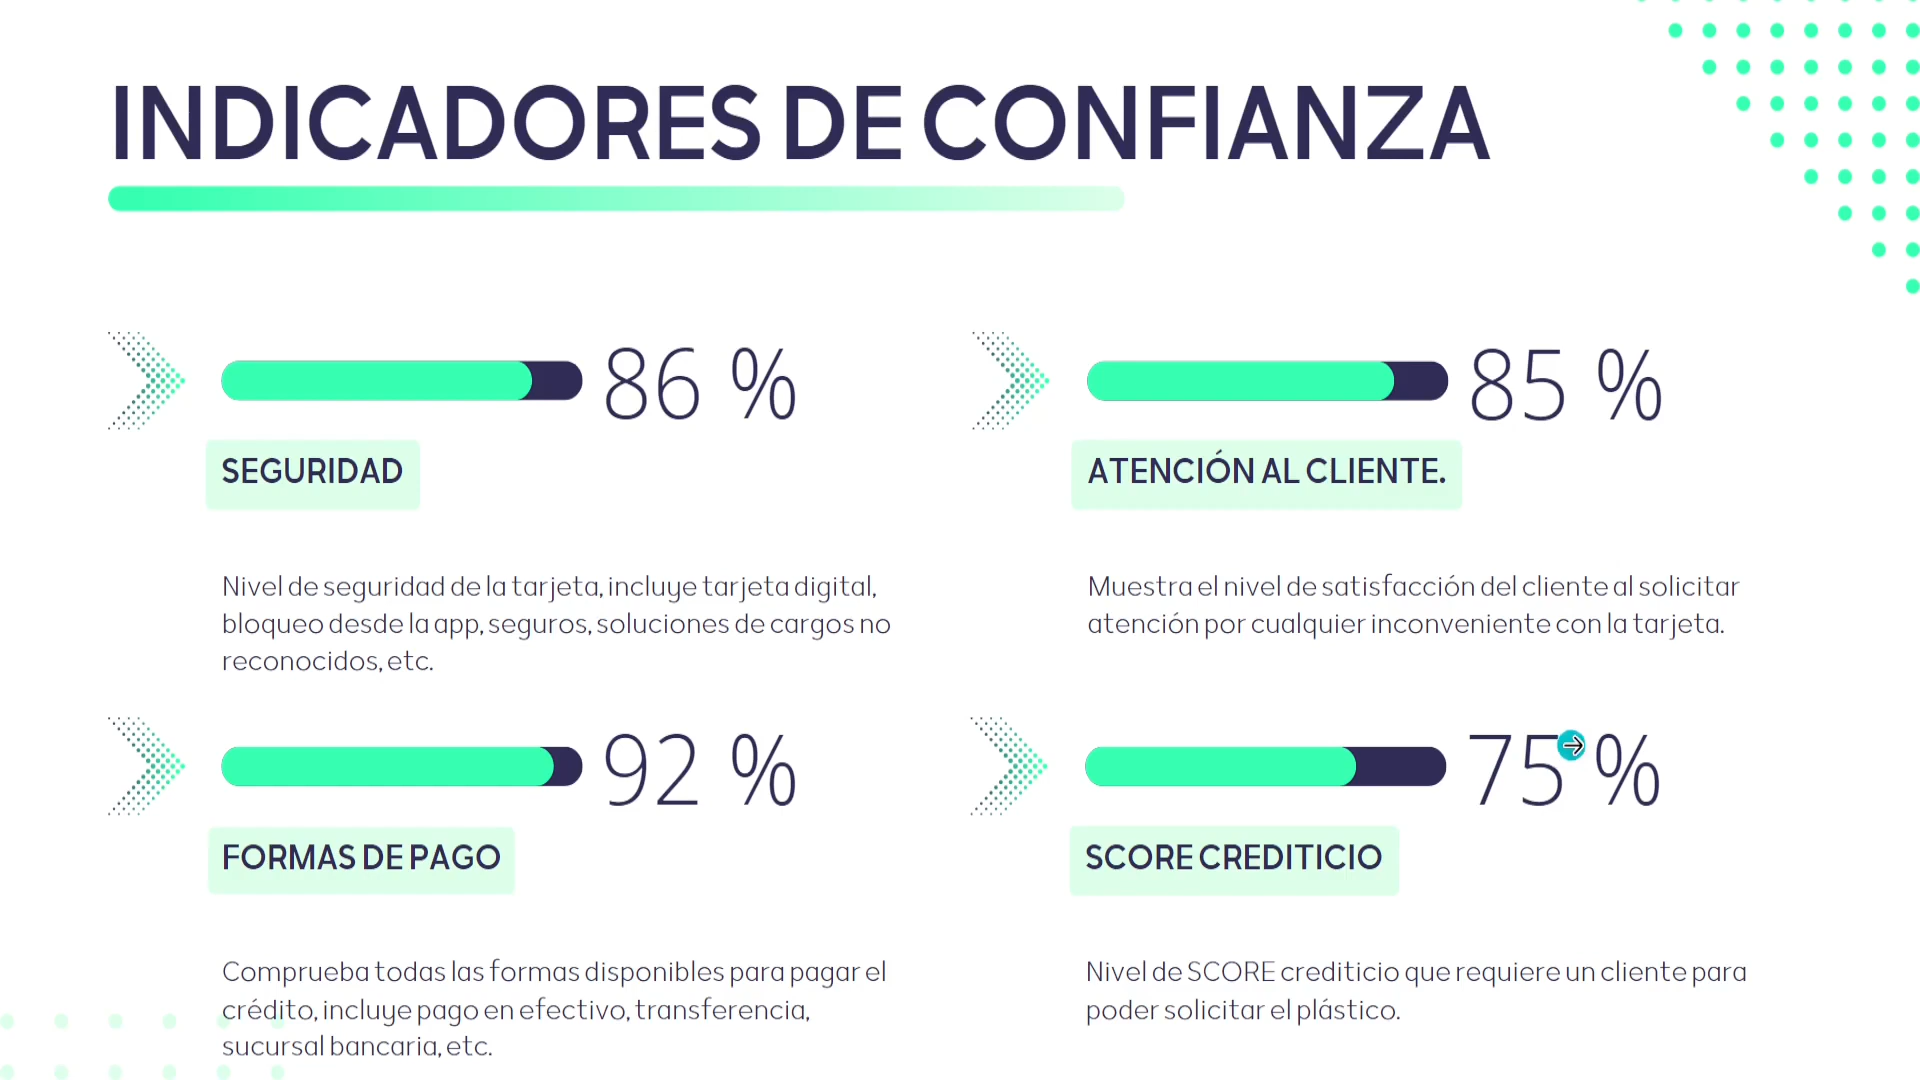 INDICADORES DE CONFIANZA
86 %
SEGURIDAD
Nivel de seguridad de la tarjeta, incluye tarjeta digital,
bloqueo desde la app, seguros, soluciones de cargos no
reconocidos, etc.
85 %
ATENCIÓN AL CLIENTE.
Muestra el nivel de satisfacción del cliente al solicitar
atención por cualquier inconveniente con la tarjeta.
92 %
FORMAS DE PAGO
Comprueba todas las formas disponibles para pagar el
crédito, incluye pago en efectivo, transferencia,
sucursal bancaria, etc.
75 %
SCORE CREDITICIO
Nivel de SCORE crediticio que requiere un cliente para
poder solicitar el plástico.